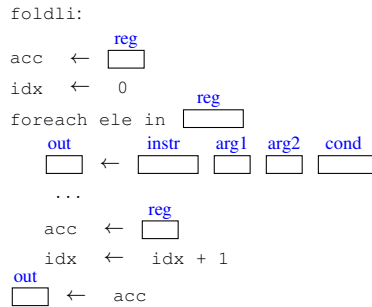 foldli:
reg
acc ←
idx ← 0
reg
foreach ele in
out instr arg1 arg2 cond
←
...
reg
acc ←
idx ← idx + 1
out
← acc